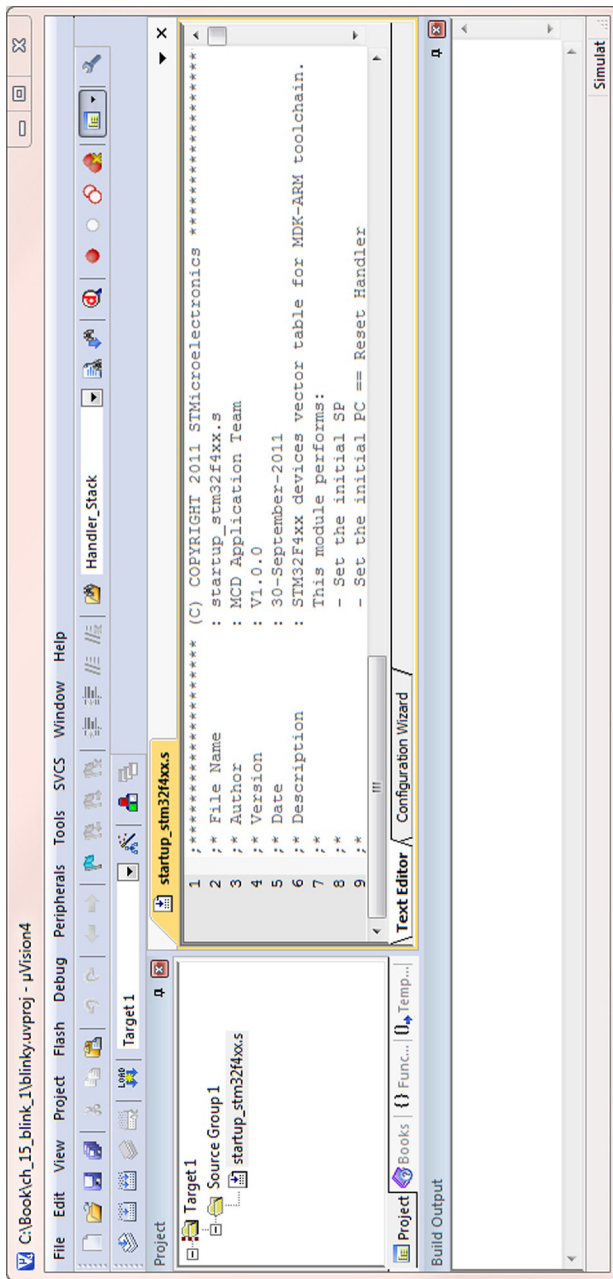 C:\Book\ch_15_blink_1\blinky.uvproj - µVision4
File Edit View Project Flash Debug Peripherals Tools SVCS Window Help
Handler_Stack
LOAD Target 1
Project
Target 1
Source Group 1
startup_stm32f4xx.s
Project Books {} Func... Temp...
startup_stm32f4xx.s
1 ;******************** (C) COPYRIGHT 2011 STMicroelectronics ********************
2 ;* File Name : startup_stm32f4xx.s
3 ;* Author : MCD Application Team
4 ;* Version : V1.0.0
5 ;* Date : 30-September-2011
6 ;* Description : STM32F4xx devices vector table for MDK-ARM toolchain.
7 ;* This module performs:
8 ;* - Set the initial SP
9 ;* - Set the initial PC == Reset Handler
Text Editor Configuration Wizard
Build Output
Simulat